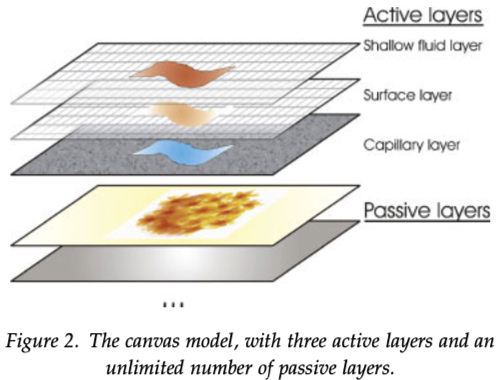 Active layers
Shallow fluid layer
Surface layer
Capillary layer
Passive layers
...
Figure 2. The canvas model, with three active layers and an
unlimited number of passive layers.